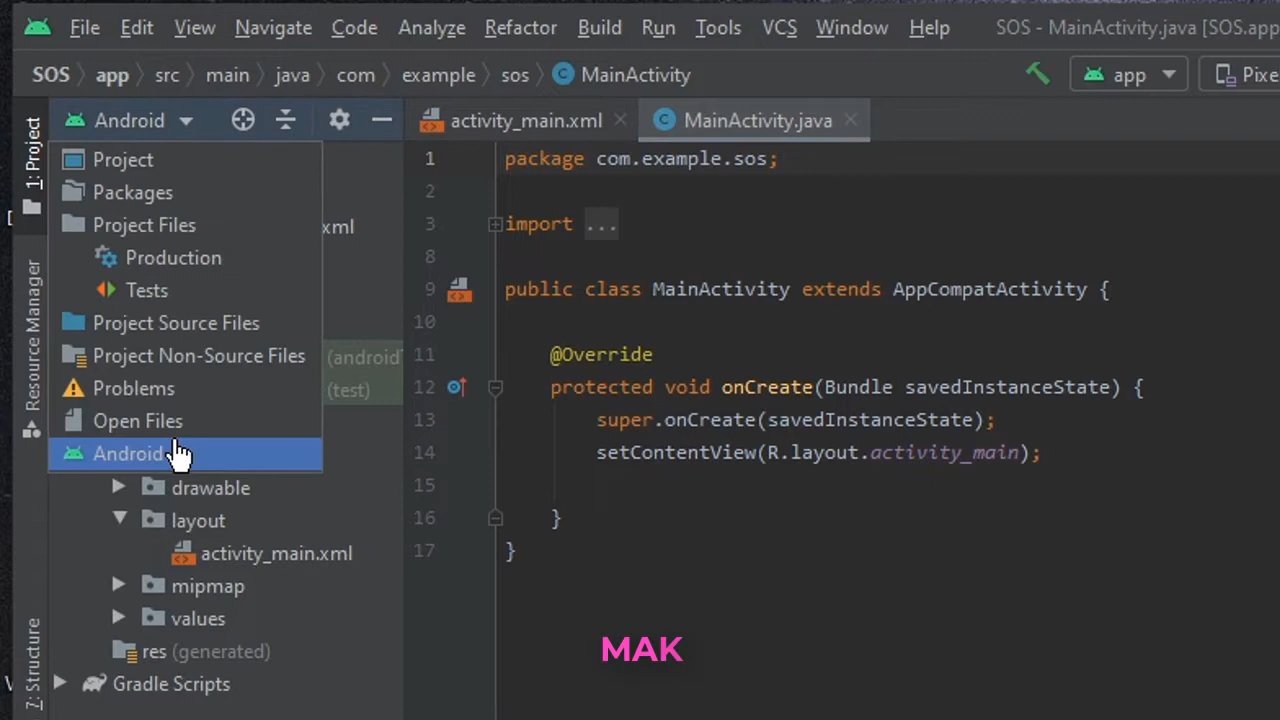 File Edit View Navigate Code Analyze Refactor Build Run Tools VCS Window Help SOS - MainActivity.java [SOS.app
SOS app src main java com example sos MainActivity app Pixe
1: Project
Resource Manager
7: Structure
Android
Project
Packages
Project Files
Production
Tests
Project Source Files
Project Non-Source Files
Problems
Open Files
Android
xml
(android
(test)
drawable
layout
activity_main.xml
mipmap
values
res (generated)
Gradle Scripts
activity_main.xml MainActivity.java
1 package com.example.sos;
2
3 import ...
8
9 public class MainActivity extends AppCompatActivity {
10
11 @Override
12 protected void onCreate(Bundle savedInstanceState) {
13 super.onCreate(savedInstanceState);
14 setContentView(R.layout.activity_main);
15
16 }
17 }
MAK